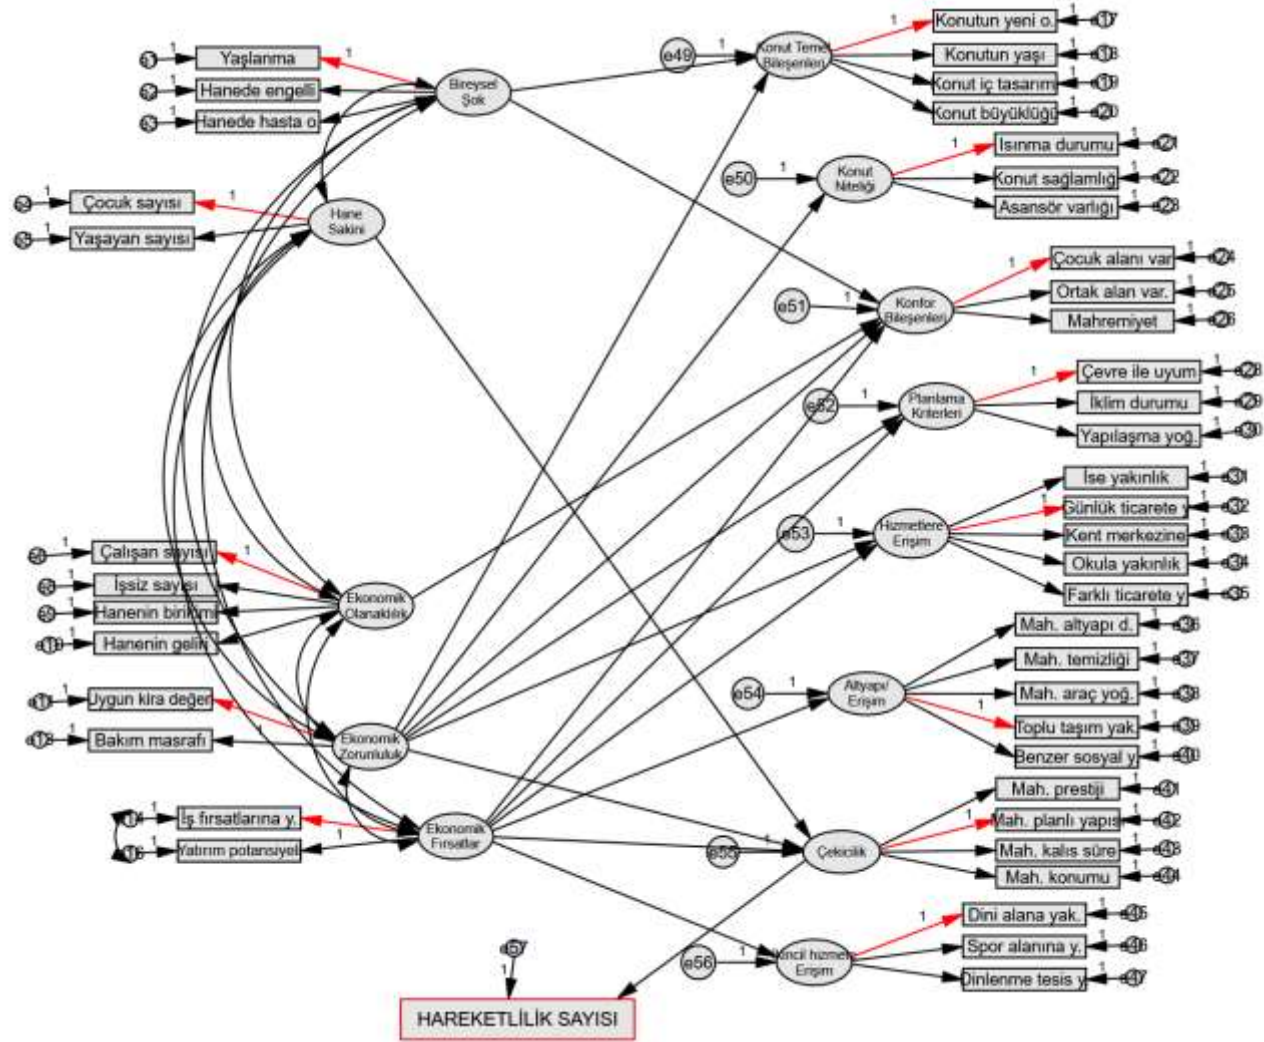 Yaşlanma
Hanede engelli
Hanede hasta o
Çocuk sayısı
Yaşayan sayısı
Çalışan sayısı
İşsiz sayısı
Hanenin birikimi
Hanenin geliri
Uygun kira değer
Bakım masrafı
İş fırsatlarına y.
Yatırım potansiyel
Bireysel
Şok
Hane
Sakini
Ekonomik
Olanaklılık
Ekonomik
Zorunluluk
Ekonomik
Fırsatlar
e49
Konut Temel
Bileşenleri
e50
Konut
Niteliği
e51
Konfor
Bileşenleri
e52
Planlama
Kriterleri
e53
Hizmetlere
Erişim
e54
Altyapı/
Erişim
e55
Çekicilik
e56
Erişim
e57
HAREKETLİLİK SAYISI
Konutun yeni o.
Konutun yaşı
Konut iç tasarım
Konut büyüklüğü
Isınma durumu
Konut sağlamlığ
Asansör varlığı
Çocuk alanı var
Ortak alan var.
Mahremiyet
Çevre ile uyum
İklim durumu
Yapılaşma yoğ.
İse yakınlık
Günlük ticarete y
Kent merkezine
Okula yakınlık
Farklı ticarete y
Mah. altyapı d.
Mah. temizliği
Mah. araç yoğ.
Toplu taşım yak.
Benzer sosyal y.
Mah. prestiji
Mah. planlı yapıs
Mah. kalıs süre
Mah. konumu
Dini alana yak.
Spor alanına y.
Dinlenme tesis y